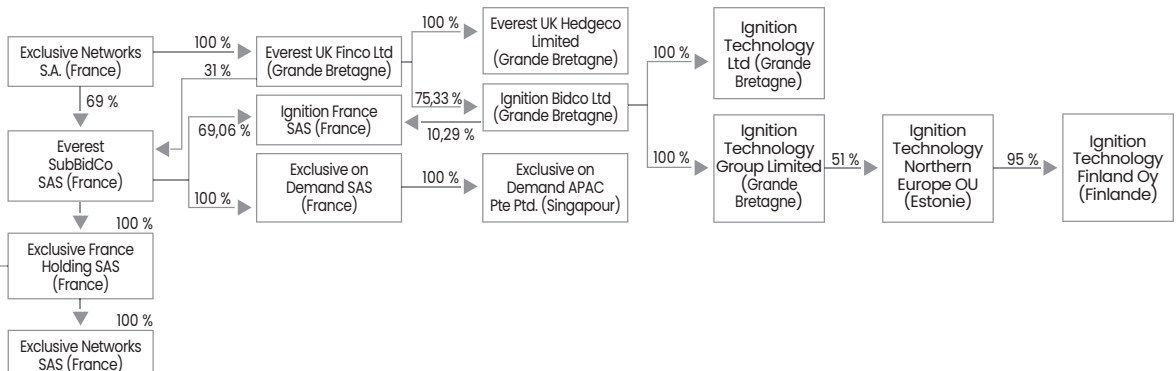 Exclusive Networks
S.A. (France)
100 %
Everest UK Finco Ltd
(Grande Bretagne)
31 %
69 %
100 %
Everest UK Hedgeco
Limited
(Grande Bretagne)
75,33 %
Ignition Bidco Ltd
(Grande Bretagne)
10,29 %
100 %
Ignition
Technology
Ltd (Grande
Bretagne)
Everest
SubBidCo
SAS (France)
69,06 %
Ignition France
SAS (France)
100 %
Exclusive on
Demand SAS
(France)
100 %
Exclusive on
Demand APAC
Pte Ptd. (Singapour)
100 %
Ignition
Technology
Group Limited
(Grande
Bretagne)
51 %
Ignition
Technology
Northern
Europe OU
(Estonie)
95 %
Ignition
Technology
Finland Oy
(Finlande)
100 %
Exclusive France
Holding SAS
(France)
100 %
Exclusive Networks
SAS (France)